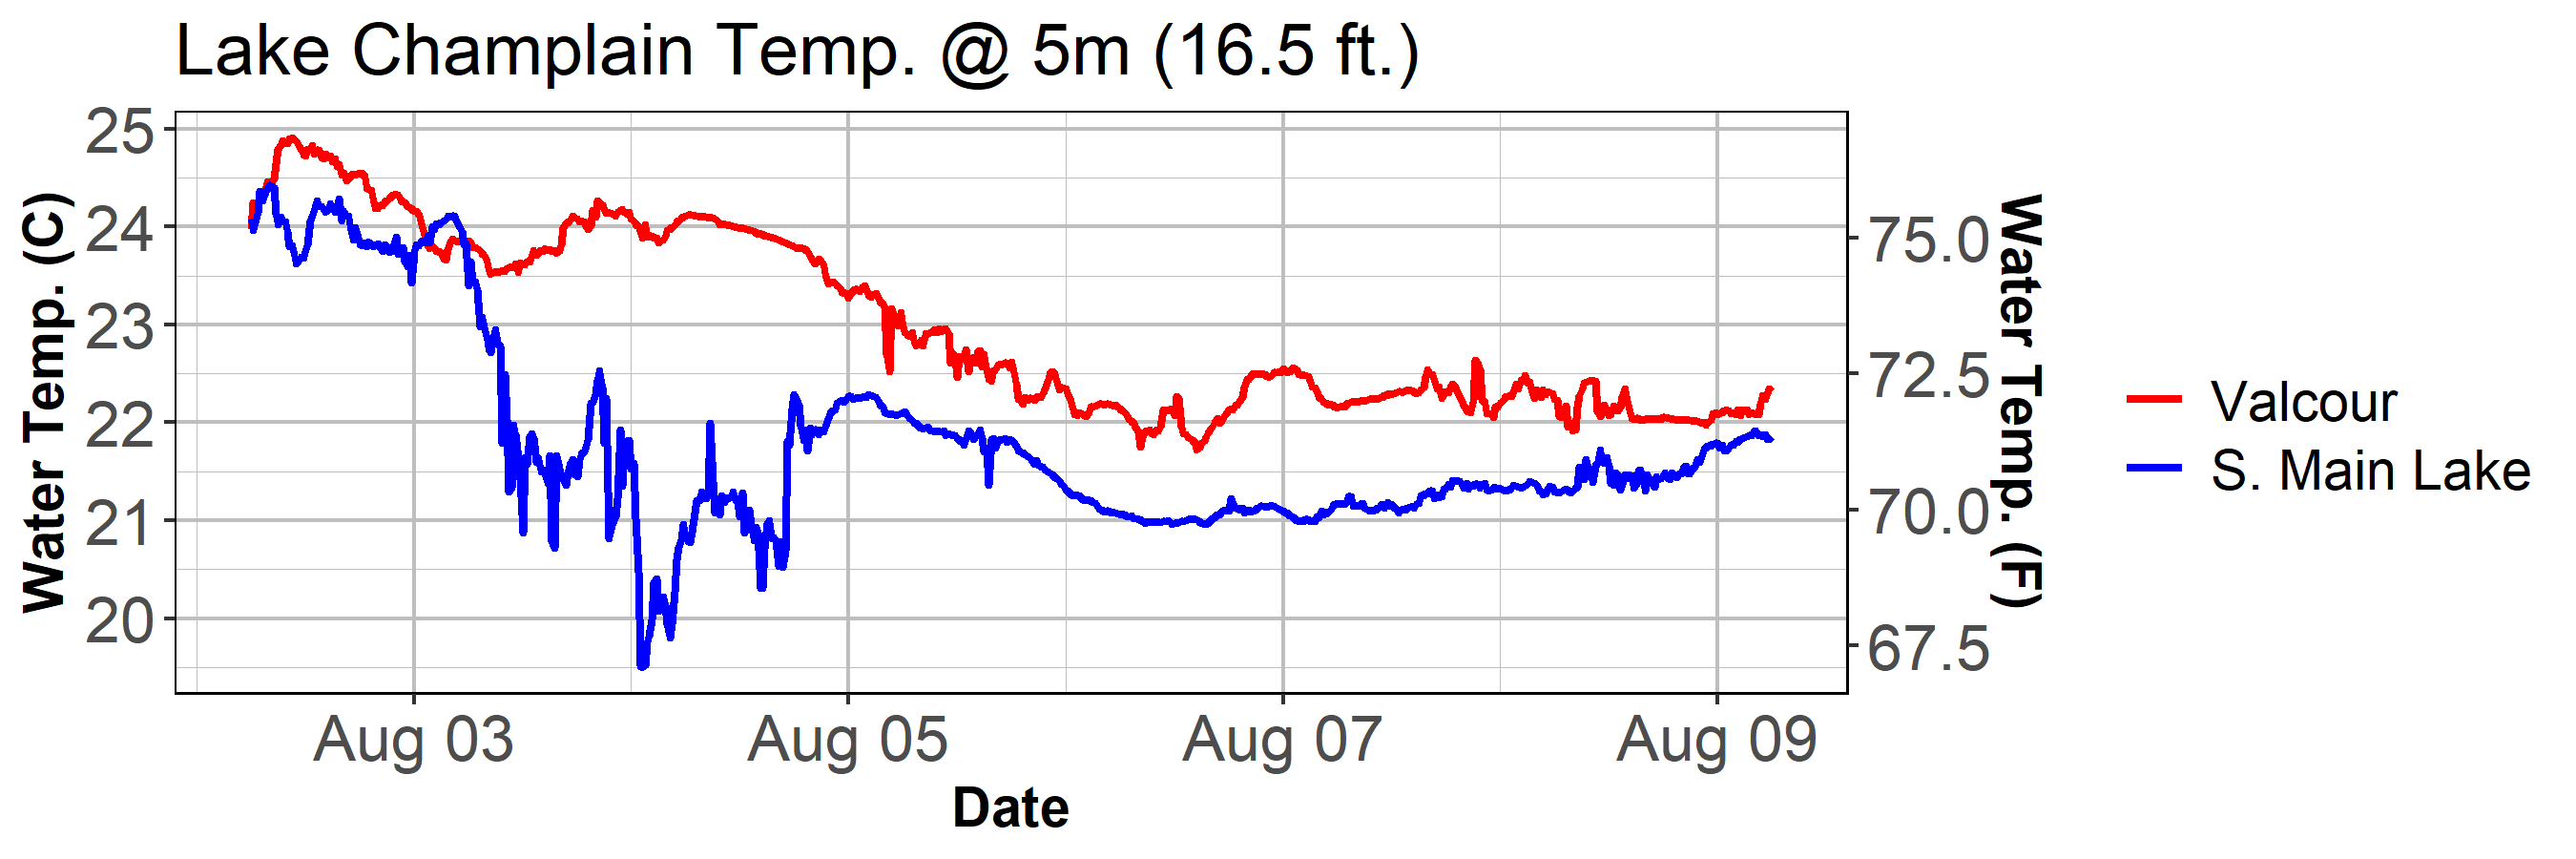 Lake Champlain Temp. @ 5m (16.5 ft.)
Water Temp. (C)
25
24
23
22
21
20
75.0
72.5
70.0
67.5
Water Temp. (F)
Aug 03
Aug 05
Aug 07
Aug 09
Date
Valcour
S. Main Lake